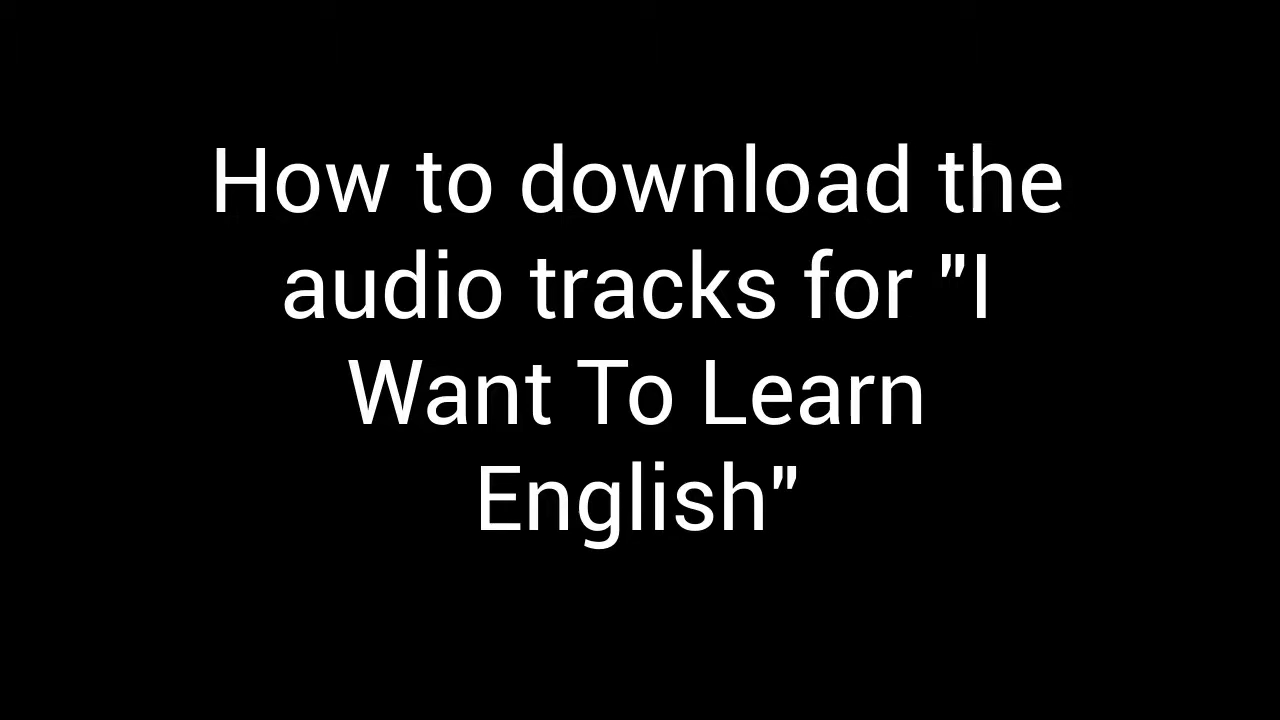 How to download the
audio tracks for "I
Want To Learn
English"